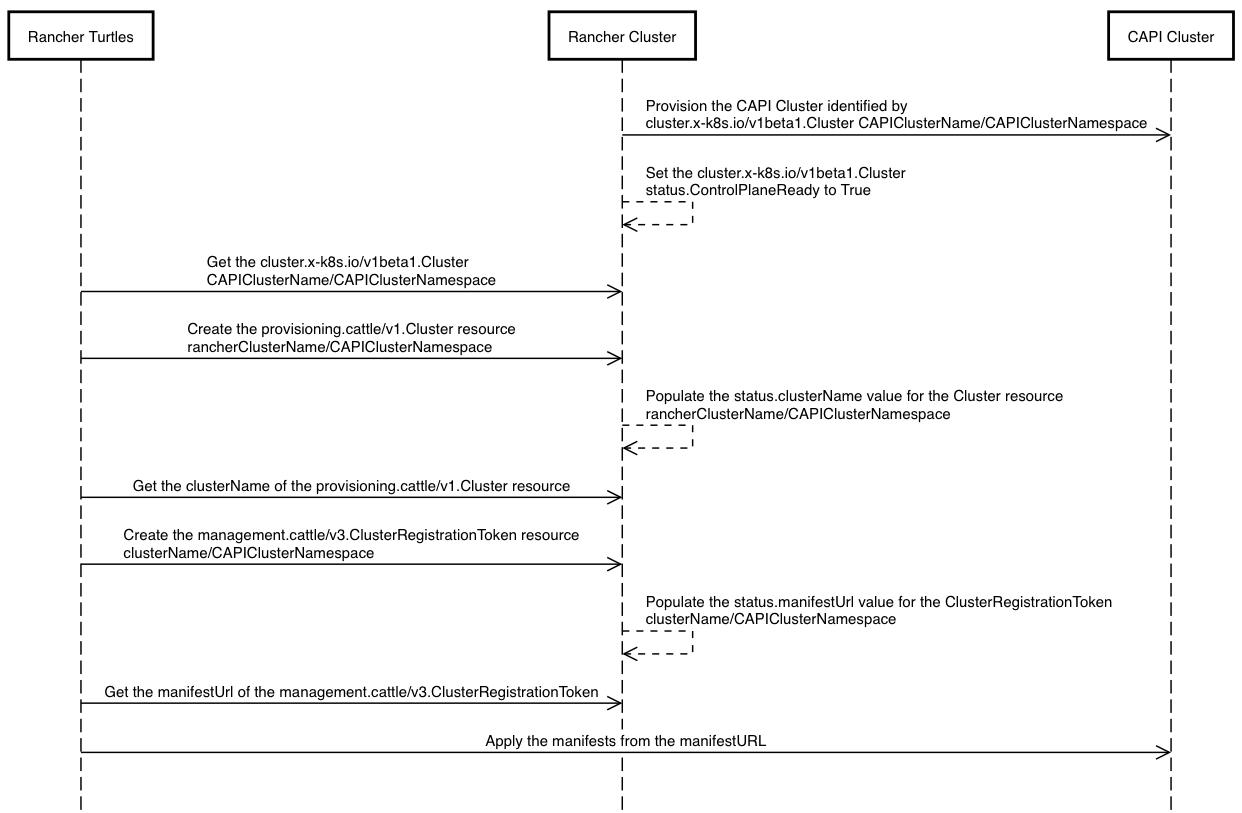 Rancher Turtles
Rancher Cluster
CAPI Cluster
Provision the CAPI Cluster identified by
cluster.x-k8s.io/v1beta1.Cluster CAPIClusterName/CAPIClusterNamespace
Set the cluster.x-k8s.io/v1beta1.Cluster
status.ControlPlaneReady to True
Get the cluster.x-k8s.io/v1beta1.Cluster
CAPIClusterName/CAPIClusterNamespace
Create the provisioning.cattle/v1.Cluster resource
rancherClusterName/CAPIClusterNamespace
Populate the status.clusterName value for the Cluster resource
rancherClusterName/CAPIClusterNamespace
Get the clusterName of the provisioning.cattle/v1.Cluster resource
Create the management.cattle/v3.ClusterRegistrationToken resource
clusterName/CAPIClusterNamespace
Populate the status.manifestUrl value for the ClusterRegistrationToken
clusterName/CAPIClusterNamespace
Get the manifestUrl of the management.cattle/v3.ClusterRegistrationToken
Apply the manifests from the manifestURL